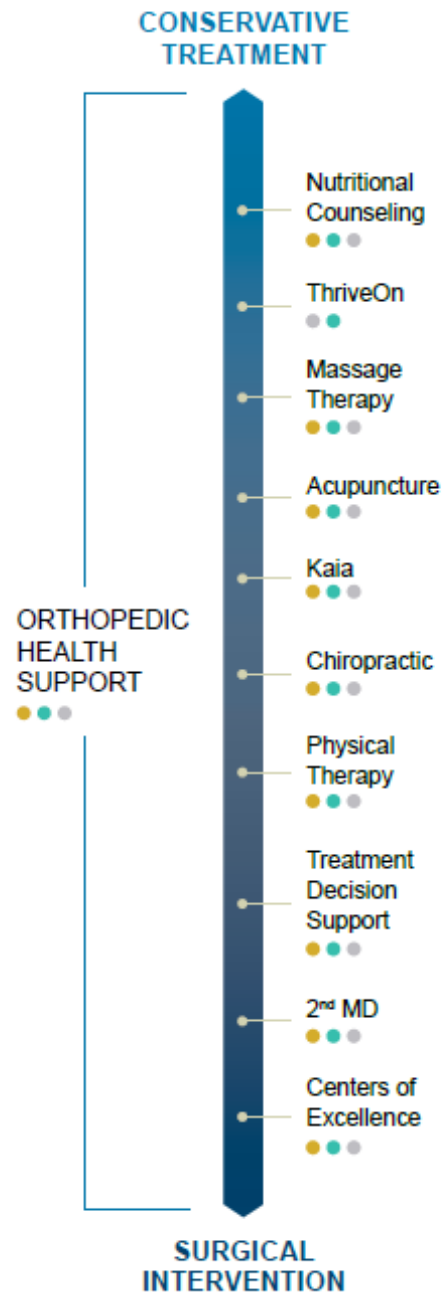 CONSERVATIVE
TREATMENT
Nutritional
Counseling
ThriveOn
Massage
Therapy
Acupuncture
Kaia
ORTHOPEDIC
HEALTH
SUPPORT
Chiropractic
Physical
Therapy
Treatment
Decision
Support
2nd MD
Centers of
Excellence
SURGICAL
INTERVENTION